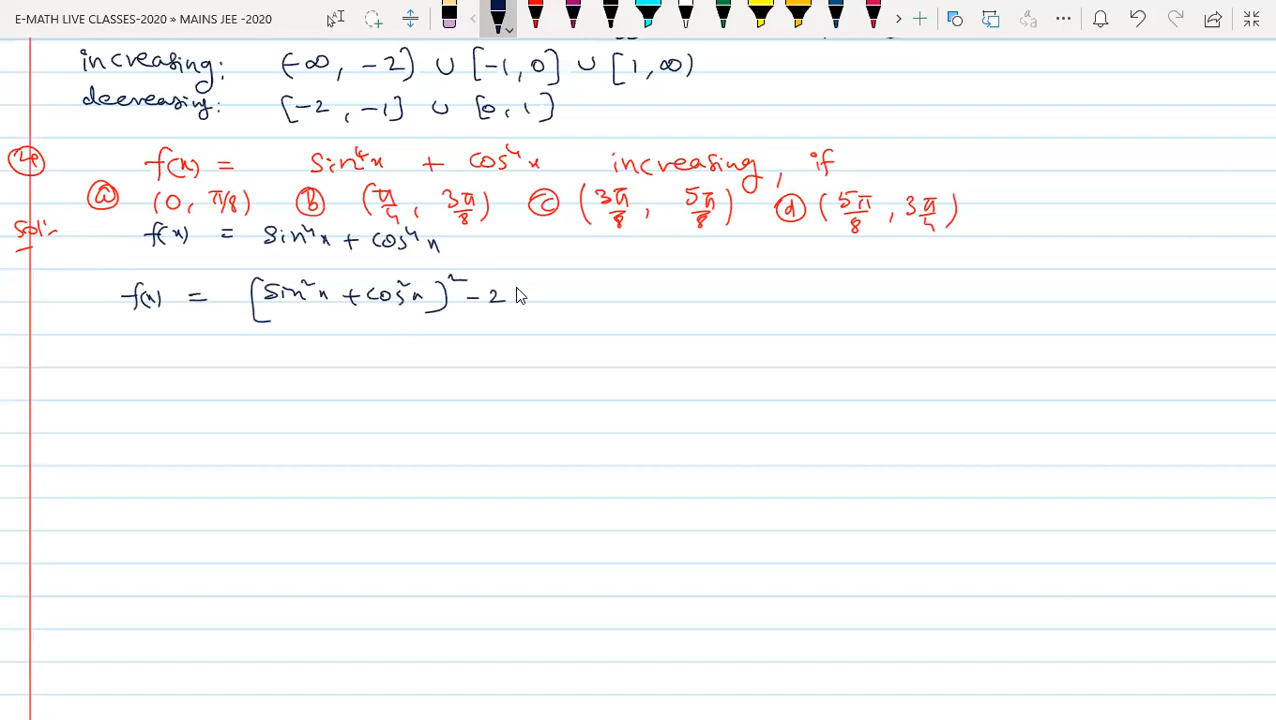 E-MATH LIVE CLASSES-2020 » MAINS JEE -2020
increasing: (-∞, -2) ∪ [-1, 0] ∪ [1, ∞)
decreasing: [-2, -1] ∪ [0, 1]
f(x) = sin⁴x + cos⁴x increasing, if
ⓐ (0, π/8) ⓑ (π/4, 3π/8) ⓒ (3π/8, 5π/8) ⓓ (5π/8, 3π/4)
Sol:- f(x) = sin⁴x + cos⁴x
f(x) = [sin²x + cos²x)² - 2